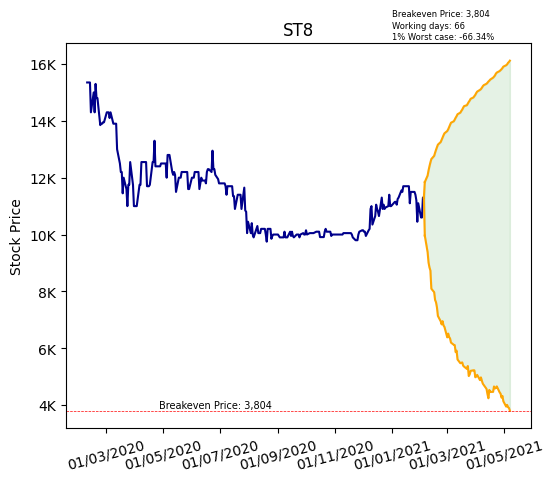 Breakeven Price: 3,804
Working days: 66
1% Worst case: -66.34%
ST8
Stock Price
16K
14K
12K
10K
8K
6K
4K
Breakeven Price: 3,804
01/03/2020
01/05/2020
01/07/2020
01/09/2020
01/11/2020
01/01/2021
01/03/2021
01/05/2021